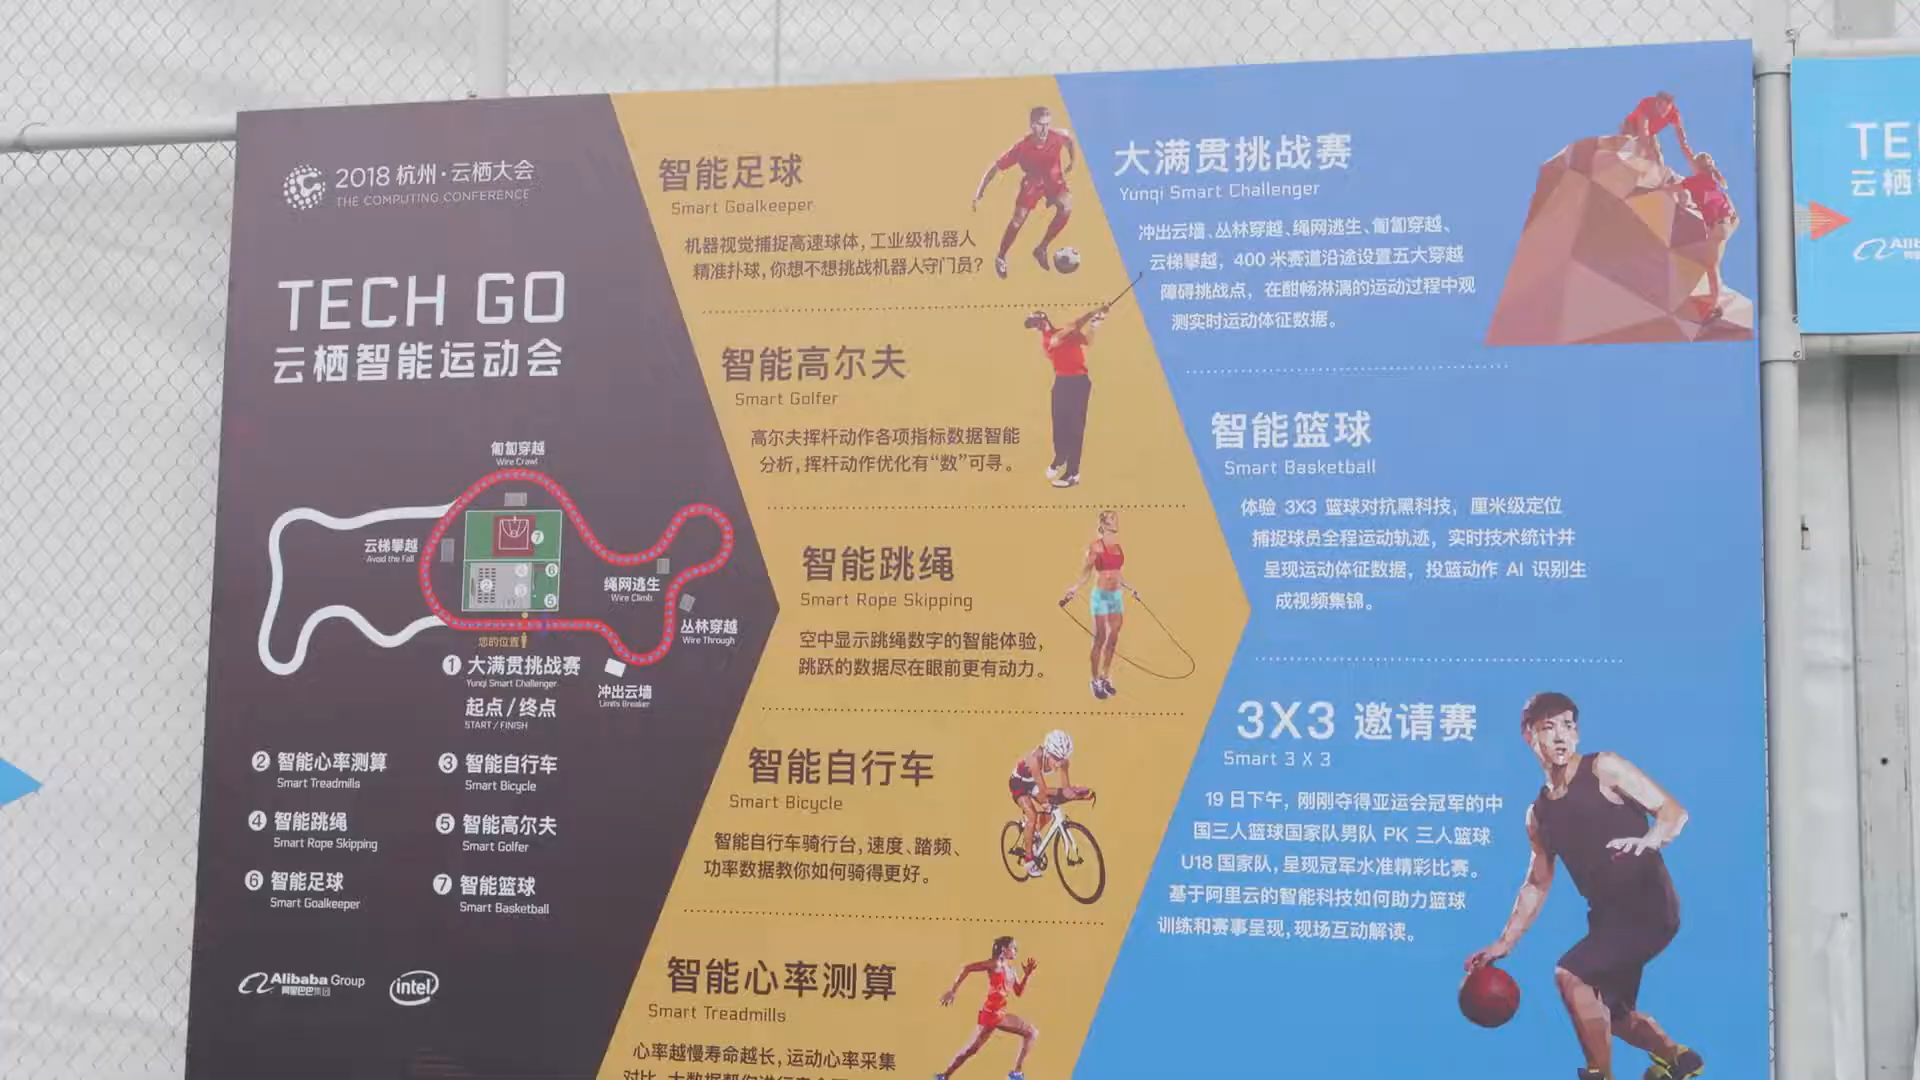 2018 杭州·云栖大会
THE COMPUTING CONFERENCE
TECH GO
云栖智能运动会
匍匐穿越
Wire Crawl
云梯攀越
Avoid the Fall
绳网逃生
Wire Climb
丛林穿越
Wire Through
冲出云墙
Limits Breaker
您的位置
① 大满贯挑战赛
Yunqi Smart Challenger
起点 / 终点
START / FINISH
② 智能心率测算
Smart Treadmills
③ 智能自行车
Smart Bicycle
④ 智能跳绳
Smart Rope Skipping
⑤ 智能高尔夫
Smart Golfer
⑥ 智能足球
Smart Goalkeeper
⑦ 智能篮球
Smart Basketball
Alibaba Group
阿里巴巴集团
intel
智能足球
Smart Goalkeeper
机器视觉捕捉高速球体，工业级机器人
精准扑球，你想不想挑战机器人守门员？
智能高尔夫
Smart Golfer
高尔夫挥杆动作各项指标数据智能
分析，挥杆动作优化有“数”可寻。
智能跳绳
Smart Rope Skipping
空中显示跳绳数字的智能体验，
跳跃的数据尽在眼前更有动力。
智能自行车
Smart Bicycle
智能自行车骑行台，速度、踏频、
功率数据教你如何骑得更好。
智能心率测算
Smart Treadmills
心率越慢寿命越长，运动心率采集
大满贯挑战赛
Yunqi Smart Challenger
冲出云墙、丛林穿越、绳网逃生、匍匐穿越、
云梯攀越，400 米赛道沿途设置五大穿越
障碍挑战点，在酣畅淋漓的运动过程中观
测实时运动体征数据。
智能篮球
Smart Basketball
体验 3X3 篮球对抗黑科技，厘米级定位
捕捉球员全程运动轨迹，实时技术统计并
呈现运动体征数据，投篮动作 AI 识别生
成视频集锦。
3X3 邀请赛
Smart 3 X 3
19 日下午，刚刚夺得亚运会冠军的中
国三人篮球国家队男队 PK 三人篮球
U18 国家队，呈现冠军水准精彩比赛。
基于阿里云的智能科技如何助力篮球
训练和赛事呈现，现场互动解读。
TE
云栖